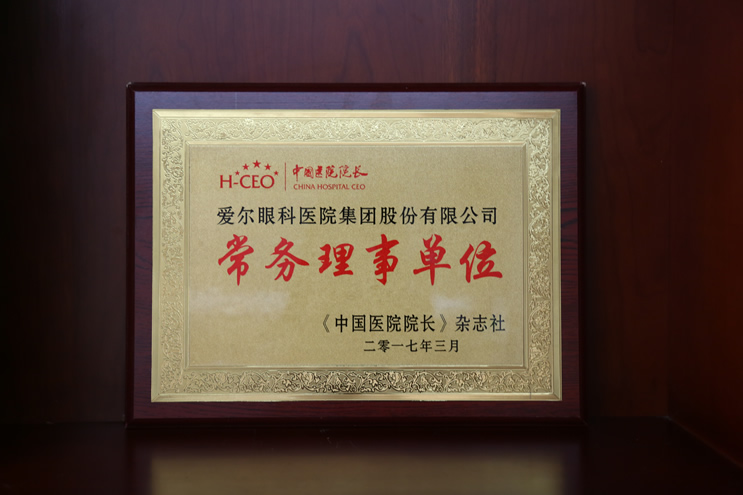 H-CEO
中国医院院长
CHINA HOSPITAL CEO
爱尔眼科医院集团股份有限公司
常务理事单位
《中国医院院长》杂志社
二零一七年三月